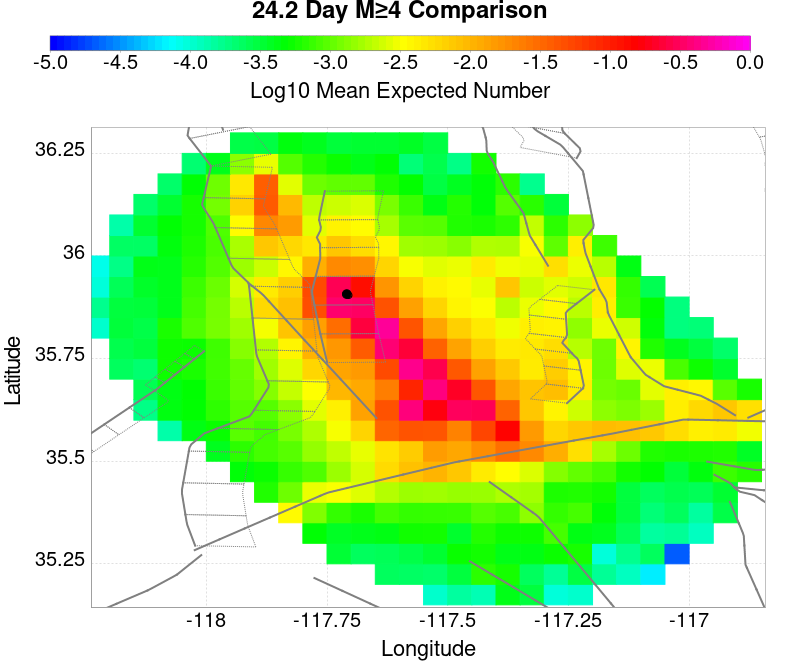 24.2 Day M≥4 Comparison
-5.0 -4.5 -4.0 -3.5 -3.0 -2.5 -2.0 -1.5 -1.0 -0.5 0.0
Log10 Mean Expected Number
36.25
36
35.75
35.5
35.25
Latitude
-118 -117.75 -117.5 -117.25 -117
Longitude